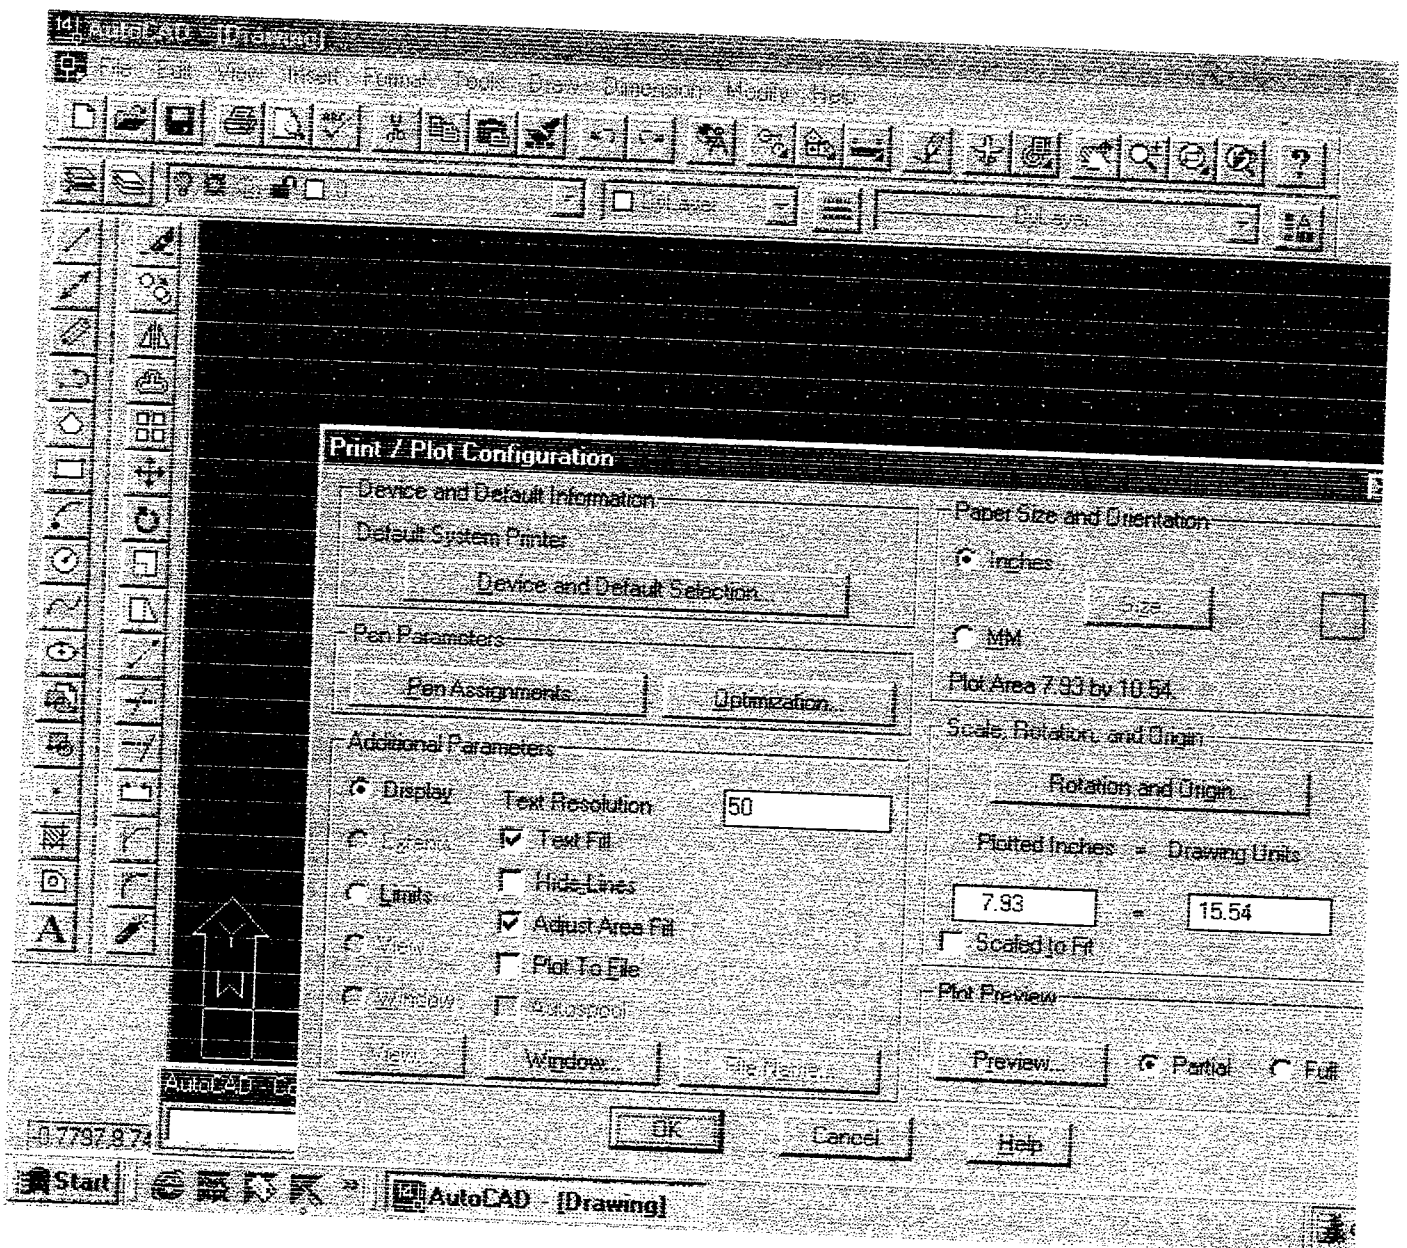 14 AutoCAD - [Drawing]
File Edit View Insert Format Tools Draw Dimension Modify Help
ABC
0 ByLayer ByLayer
A
Print / Plot Configuration
Device and Default Information
Default System Printer
Device and Default Selection...
Pen Parameters
Pen Assignments... Optimization...
Additional Parameters
Display Text Resolution 50
Extents Text Fill
Limits Hide Lines
Adjust Area Fill
View Plot To File
Window Autospool
View... Window... File Name...
Paper Size and Orientation
Inches
Size...
MM
Plot Area 7.93 by 10.54.
Scale, Rotation, and Origin
Rotation and Origin...
Plotted Inches = Drawing Units
7.93 = 15.54
Scaled to Fit
Plot Preview
Preview... Partial Full
OK Cancel Help
W
AutoCAD
Start AutoCAD - [Drawing]